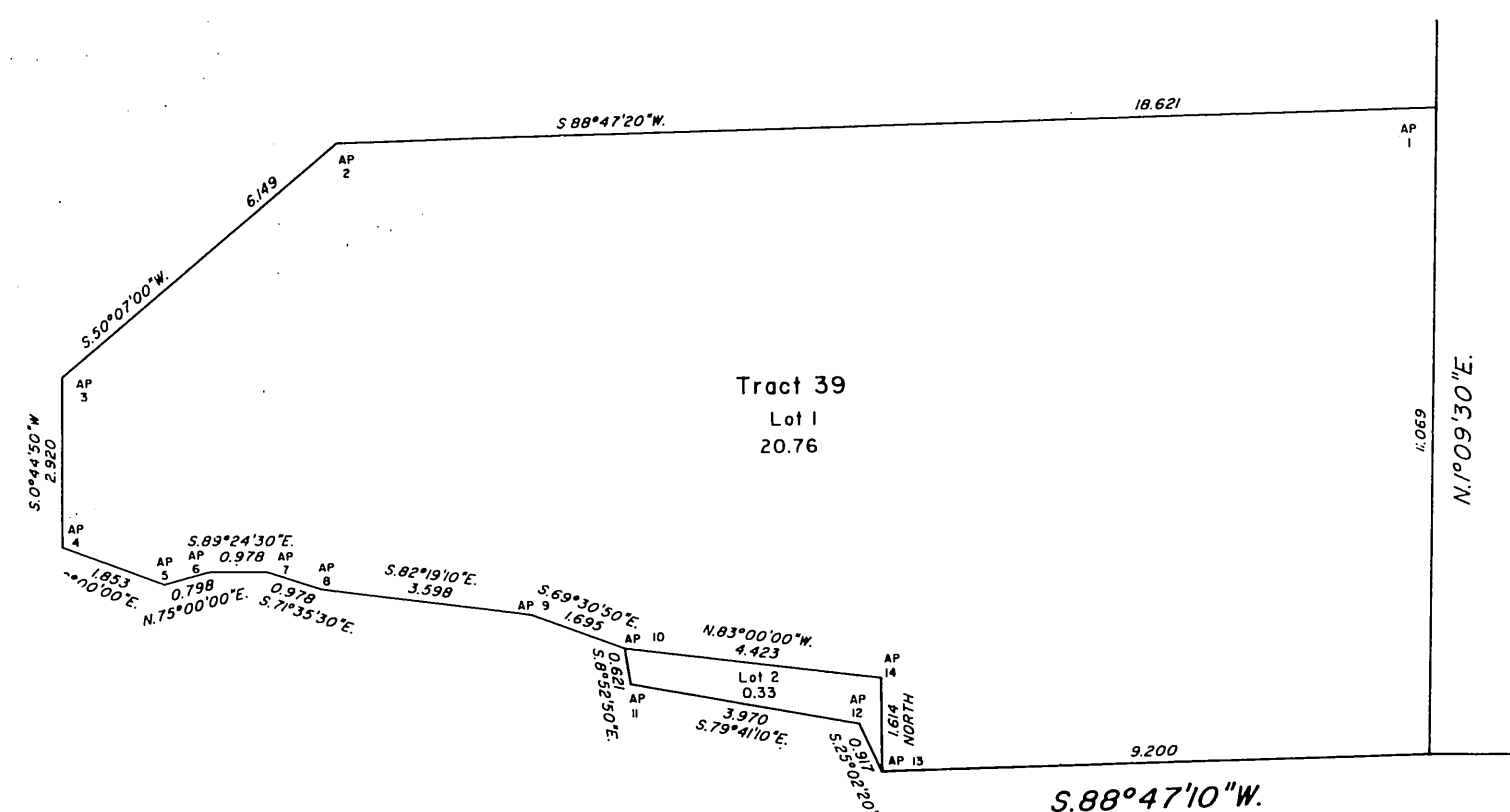 18.621
S 88°47'20"W.
AP
1
AP
2
6.149
S.50°07'00"W.
AP
3
S.0°44'50"W
2.920
Tract 39
Lot 1
20.76
11.069
N.1°09'30"E.
AP
4
1.853
°00'00"E.
AP
5
0.798
N.75°00'00"E.
AP
6
S.89°24'30"E.
0.978
AP
7
0.978
S.71°35'30"E.
AP
8
S.82°19'10"E.
3.598
AP 9
S.69°30'50"E.
1.695
AP 10
N.83°00'00"W.
4.423
AP
14
0.621
S.8°52'50"E.
Lot 2
0.33
AP
11
3.970
S.79°41'10"E.
AP
12
1.614
NORTH
0.917
S.25°02'20"
AP 13
9.200
S.88°47'10"W.